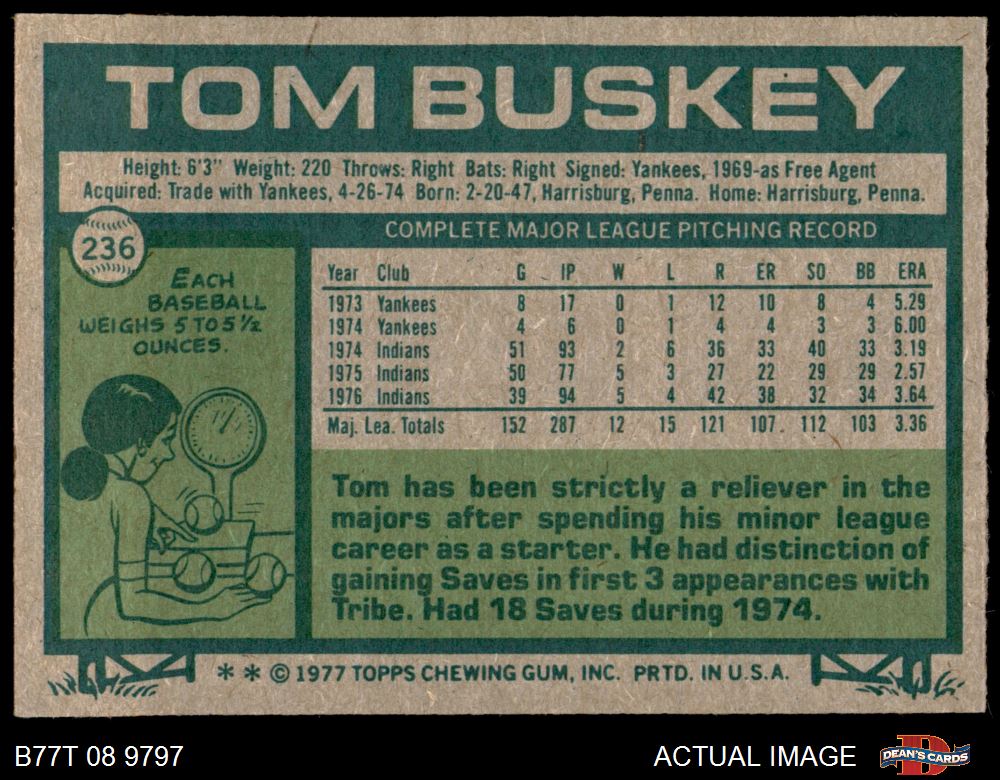 TOM BUSKEY
Height: 6'3" Weight: 220 Throws: Right Bats: Right Signed: Yankees, 1969-as Free Agent
Acquired: Trade with Yankees, 4-26-74 Born: 2-20-47, Harrisburg, Penna. Home: Harrisburg, Penna.
236
EACH
BASEBALL
WEIGHS 5 TO 5½
OUNCES.
COMPLETE MAJOR LEAGUE PITCHING RECORD
Year Club G IP W L R ER SO BB ERA
1973 Yankees 8 17 0 1 12 10 8 4 5.29
1974 Yankees 4 6 0 1 4 4 3 3 6.00
1974 Indians 51 93 2 6 36 33 40 33 3.19
1975 Indians 50 77 5 3 27 22 29 29 2.57
1976 Indians 39 94 5 4 42 38 32 34 3.64
Maj. Lea. Totals 152 287 12 15 121 107 112 103 3.36
Tom has been strictly a reliever in the
majors after spending his minor league
career as a starter. He had distinction of
gaining Saves in first 3 appearances with
Tribe. Had 18 Saves during 1974.
* * © 1977 TOPPS CHEWING GUM, INC. PRTD. IN U.S.A.
B77T 08 9797
ACTUAL IMAGE
DEAN'S CARDS